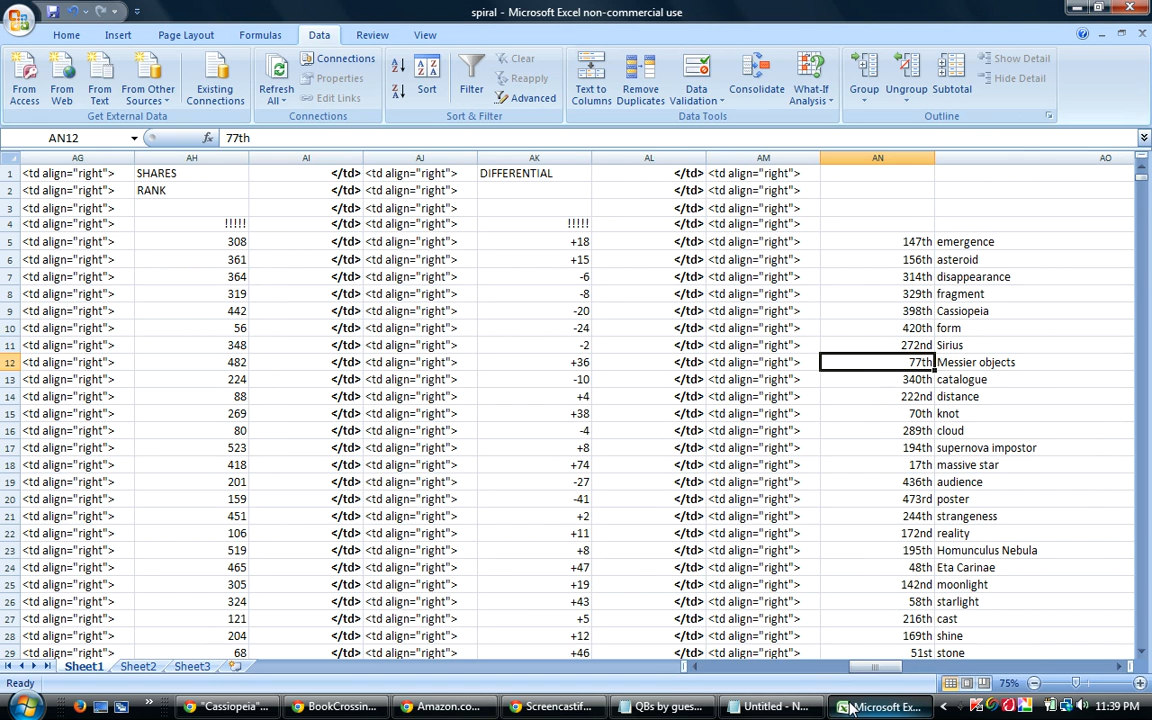 spiral - Microsoft Excel non-commercial use
Home Insert Page Layout Formulas Data Review View
From Access From Web From Text From Other Sources Existing Connections Refresh All Connections Properties Edit Links Sort Filter Clear Reapply Advanced Text to Columns Remove Duplicates Data Validation Consolidate What-If Analysis Group Ungroup Subtotal Show Detail Hide Detail
Get External Data Connections Sort & Filter Data Tools Outline
AN12 fx 77th
AG AH AI AJ AK AL AM AN AO
1 <td align="right"> SHARES </td> <td align="right"> DIFFERENTIAL </td> <td align="right">
2 <td align="right"> RANK </td> <td align="right"> </td> <td align="right">
3 <td align="right"> </td> <td align="right"> </td> <td align="right">
4 <td align="right"> !!!!! </td> <td align="right"> !!!!! </td> <td align="right">
5 <td align="right"> 308 </td> <td align="right"> +18 </td> <td align="right"> 147th emergence
6 <td align="right"> 361 </td> <td align="right"> +15 </td> <td align="right"> 156th asteroid
7 <td align="right"> 364 </td> <td align="right"> -6 </td> <td align="right"> 314th disappearance
8 <td align="right"> 319 </td> <td align="right"> -8 </td> <td align="right"> 329th fragment
9 <td align="right"> 442 </td> <td align="right"> -20 </td> <td align="right"> 398th Cassiopeia
10 <td align="right"> 56 </td> <td align="right"> -24 </td> <td align="right"> 420th form
11 <td align="right"> 348 </td> <td align="right"> -2 </td> <td align="right"> 272nd Sirius
12 <td align="right"> 482 </td> <td align="right"> +36 </td> <td align="right"> 77th Messier objects
13 <td align="right"> 224 </td> <td align="right"> -10 </td> <td align="right"> 340th catalogue
14 <td align="right"> 88 </td> <td align="right"> +4 </td> <td align="right"> 222nd distance
15 <td align="right"> 269 </td> <td align="right"> +38 </td> <td align="right"> 70th knot
16 <td align="right"> 80 </td> <td align="right"> -4 </td> <td align="right"> 289th cloud
17 <td align="right"> 523 </td> <td align="right"> +8 </td> <td align="right"> 194th supernova impostor
18 <td align="right"> 418 </td> <td align="right"> +74 </td> <td align="right"> 17th massive star
19 <td align="right"> 201 </td> <td align="right"> -27 </td> <td align="right"> 436th audience
20 <td align="right"> 159 </td> <td align="right"> -41 </td> <td align="right"> 473rd poster
21 <td align="right"> 451 </td> <td align="right"> +2 </td> <td align="right"> 244th strangeness
22 <td align="right"> 106 </td> <td align="right"> +11 </td> <td align="right"> 172nd reality
23 <td align="right"> 519 </td> <td align="right"> +8 </td> <td align="right"> 195th Homunculus Nebula
24 <td align="right"> 465 </td> <td align="right"> +47 </td> <td align="right"> 48th Eta Carinae
25 <td align="right"> 305 </td> <td align="right"> +19 </td> <td align="right"> 142nd moonlight
26 <td align="right"> 324 </td> <td align="right"> +43 </td> <td align="right"> 58th starlight
27 <td align="right"> 121 </td> <td align="right"> +5 </td> <td align="right"> 216th cast
28 <td align="right"> 204 </td> <td align="right"> +12 </td> <td align="right"> 169th shine
29 <td align="right"> 68 </td> <td align="right"> +46 </td> <td align="right"> 51st stone
Sheet1 Sheet2 Sheet3
Ready 75%
"Cassiopeia"... BookCrossin... Amazon.co... Screencastif... QBs by gues... Untitled - N... Microsoft Ex... 11:39 PM